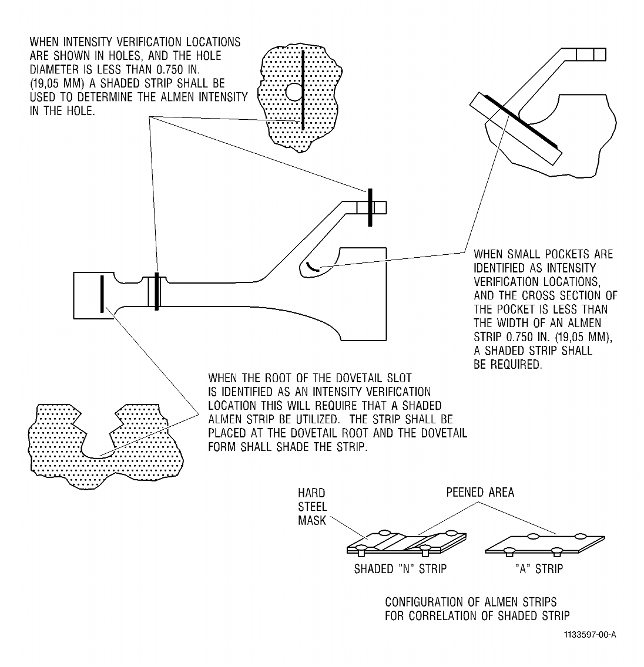 WHEN INTENSITY VERIFICATION LOCATIONS
ARE SHOWN IN HOLES, AND THE HOLE
DIAMETER IS LESS THAN 0.750 IN.
(19,05 MM) A SHADED STRIP SHALL BE
USED TO DETERMINE THE ALMEN INTENSITY
IN THE HOLE.
WHEN SMALL POCKETS ARE
IDENTIFIED AS INTENSITY
VERIFICATION LOCATIONS,
AND THE CROSS SECTION OF
THE POCKET IS LESS THAN
THE WIDTH OF AN ALMEN
STRIP 0.750 IN. (19,05 MM),
A SHADED STRIP SHALL
BE REQUIRED.
WHEN THE ROOT OF THE DOVETAIL SLOT
IS IDENTIFIED AS AN INTENSITY VERIFICATION
LOCATION THIS WILL REQUIRE THAT A SHADED
ALMEN STRIP BE UTILIZED. THE STRIP SHALL BE
PLACED AT THE DOVETAIL ROOT AND THE DOVETAIL
FORM SHALL SHADE THE STRIP.
HARD
STEEL
MASK
PEENED AREA
SHADED "N" STRIP
"A" STRIP
CONFIGURATION OF ALMEN STRIPS
FOR CORRELATION OF SHADED STRIP
1133597-00-A